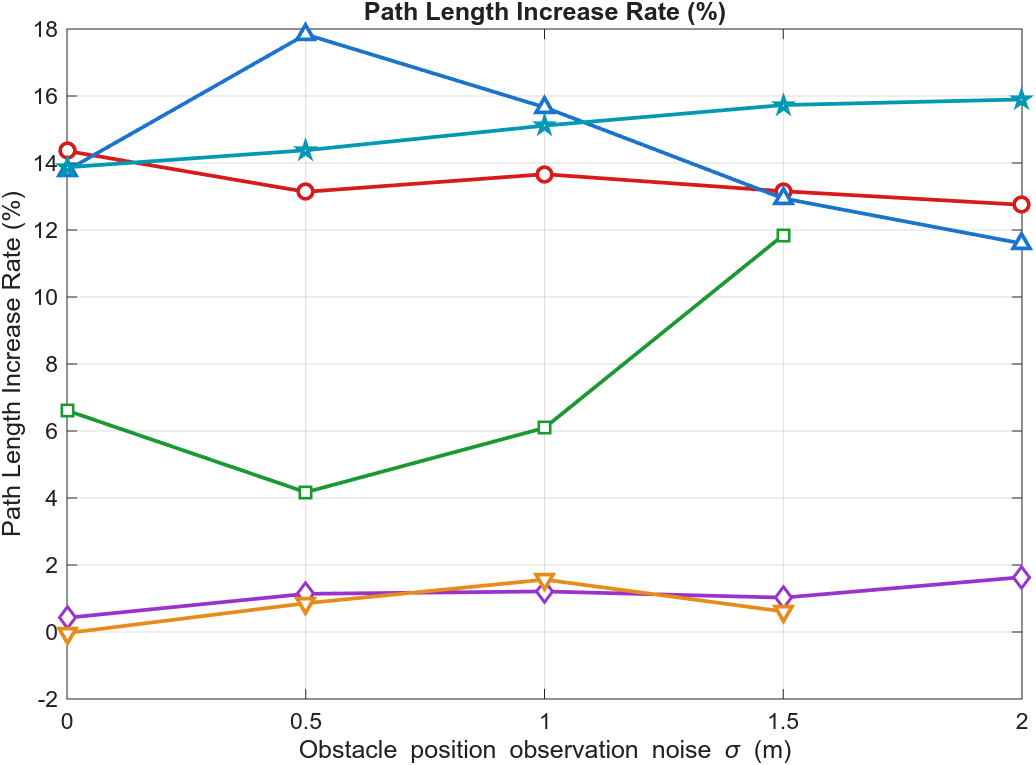 Path Length Increase Rate (%)
Path Length Increase Rate (%)
18
16
14
12
10
8
6
4
2
0
-2
0 0.5 1 1.5 2
Obstacle position observation noise σ (m)